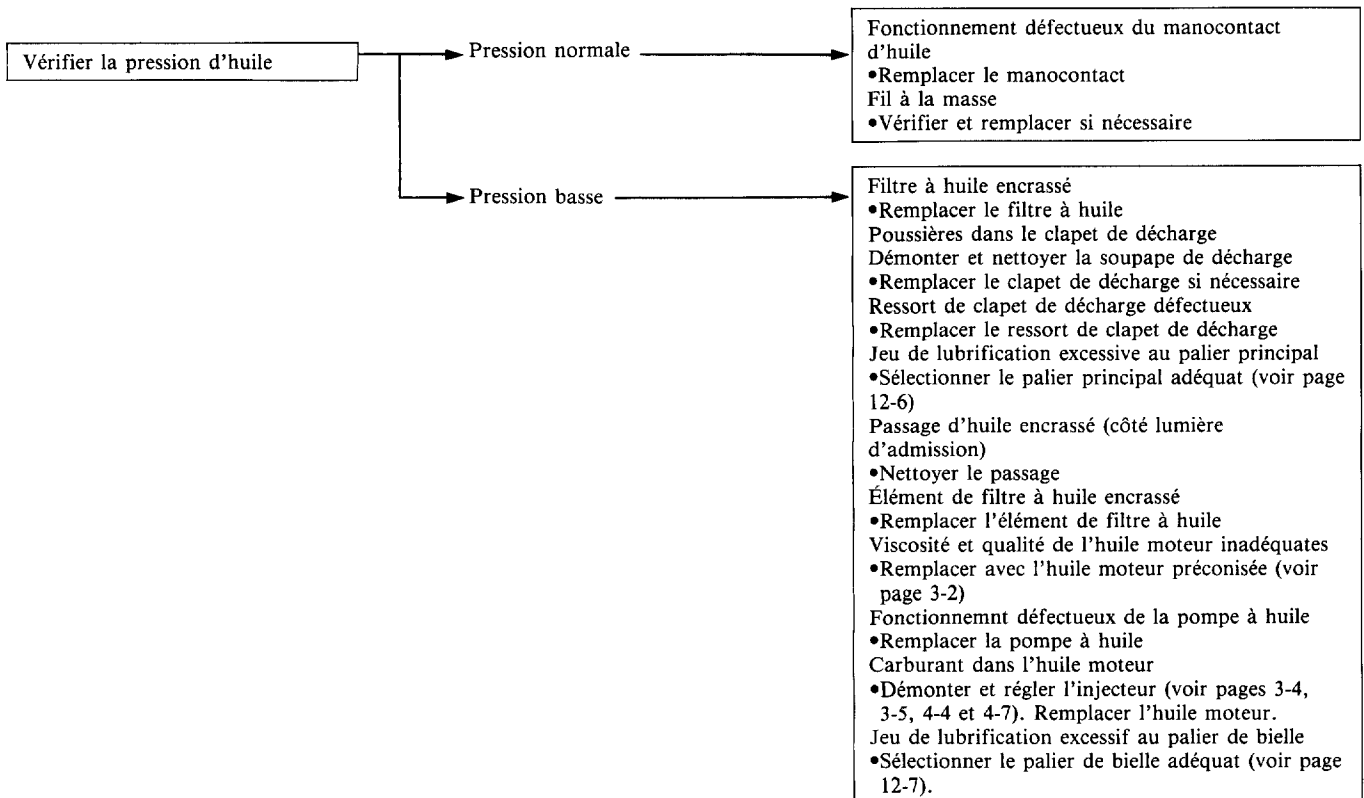 Vérifier la pression d'huile
Pression normale
Fonctionnement défectueux du manocontact
d'huile
•Remplacer le manocontact
Fil à la masse
•Vérifier et remplacer si nécessaire
Pression basse
Filtre à huile encrassé
•Remplacer le filtre à huile
Poussières dans le clapet de décharge
Démonter et nettoyer la soupape de décharge
•Remplacer le clapet de décharge si nécessaire
Ressort de clapet de décharge défectueux
•Remplacer le ressort de clapet de décharge
Jeu de lubrification excessive au palier principal
•Sélectionner le palier principal adéquat (voir page
12-6)
Passage d'huile encrassé (côté lumière
d'admission)
•Nettoyer le passage
Élément de filtre à huile encrassé
•Remplacer l'élément de filtre à huile
Viscosité et qualité de l'huile moteur inadéquates
•Remplacer avec l'huile moteur préconisée (voir
page 3-2)
Fonctionnemnt défectueux de la pompe à huile
•Remplacer la pompe à huile
Carburant dans l'huile moteur
•Démonter et régler l'injecteur (voir pages 3-4,
3-5, 4-4 et 4-7). Remplacer l'huile moteur.
Jeu de lubrification excessif au palier de bielle
•Sélectionner le palier de bielle adéquat (voir page
12-7).